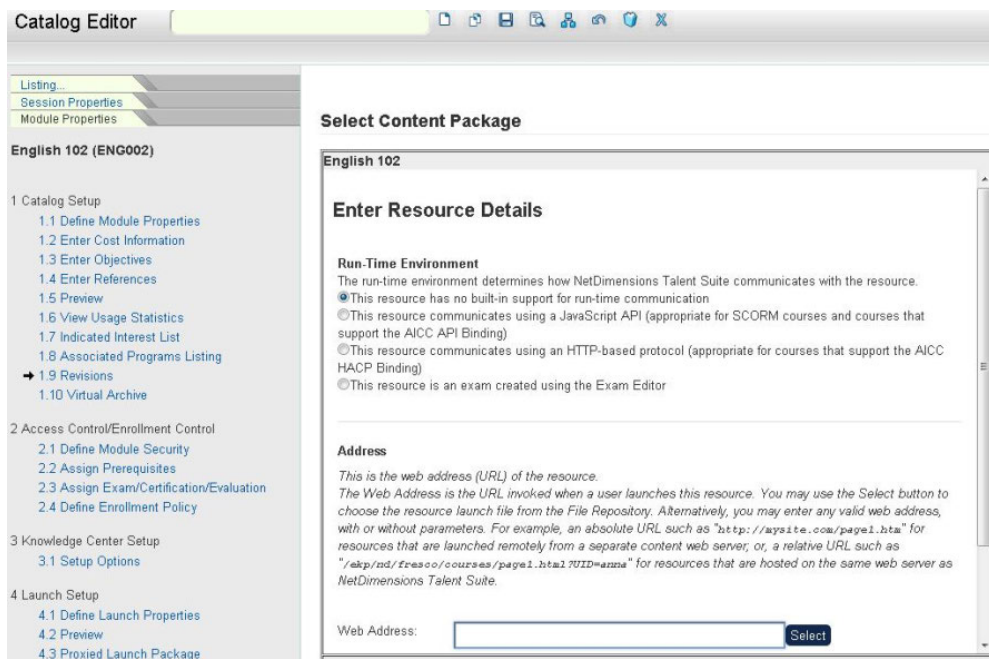 Catalog Editor
Listing...
Session Properties
Module Properties
English 102 (ENG002)
1 Catalog Setup
1.1 Define Module Properties
1.2 Enter Cost Information
1.3 Enter Objectives
1.4 Enter References
1.5 Preview
1.6 View Usage Statistics
1.7 Indicated Interest List
1.8 Associated Programs Listing
1.9 Revisions
1.10 Virtual Archive
2 Access Control/Enrollment Control
2.1 Define Module Security
2.2 Assign Prerequisites
2.3 Assign Exam/Certification/Evaluation
2.4 Define Enrollment Policy
3 Knowledge Center Setup
3.1 Setup Options
4 Launch Setup
4.1 Define Launch Properties
4.2 Preview
4.3 Proxied Launch Package
Select Content Package
English 102
Enter Resource Details
Run-Time Environment
The run-time environment determines how NetDimensions Talent Suite communicates with the resource.
This resource has no built-in support for run-time communication
This resource communicates using a JavaScript API (appropriate for SCORM courses and courses that
support the AICC API Binding)
This resource communicates using an HTTP-based protocol (appropriate for courses that support the AICC
HACP Binding)
This resource is an exam created using the Exam Editor
Address
This is the web address (URL) of the resource.
The Web Address is the URL invoked when a user launches this resource. You may use the Select button to
choose the resource launch file from the File Repository. Alternatively, you may enter any valid web address,
with or without parameters. For example, an absolute URL such as "http://mysite.com/page1.htm" for
resources that are launched remotely from a separate content web server; or, a relative URL such as
"/ekp/nd/fresco/courses/page1.html?UID=anna" for resources that are hosted on the same web server as
NetDimensions Talent Suite.
Web Address:
Select